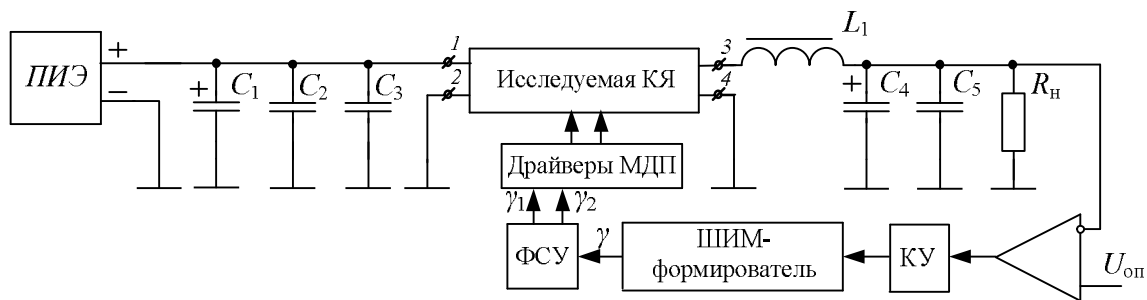 ПИЭ
+
−
+
C1
C2
C3
1
2
Исследуемая КЯ
3
4
L1
+
C4
C5
Rн
Драйверы МДП
γ1
γ2
ФСУ
γ
ШИМ-
формирователь
КУ
Uоп